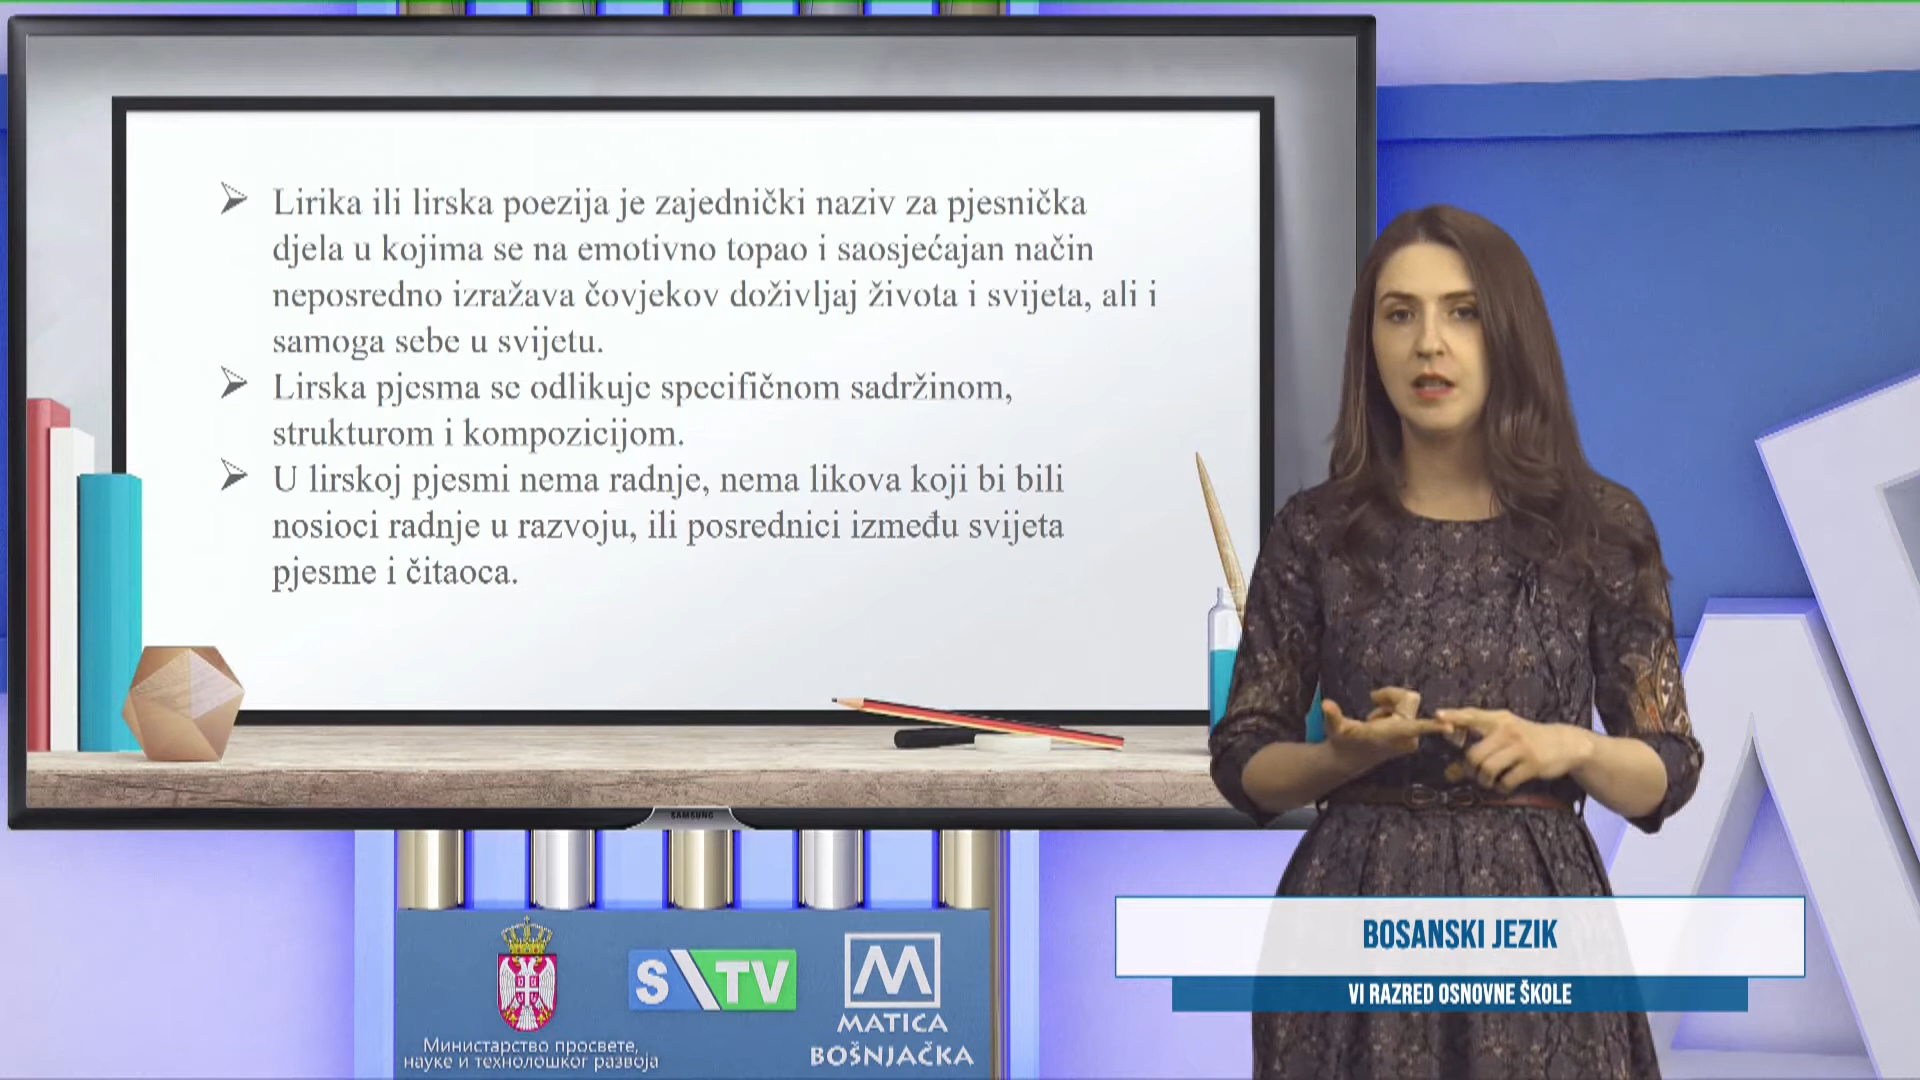 Lirika ili lirska poezija je zajednički naziv za pjesnička
djela u kojima se na emotivno topao i saosjećajan način
neposredno izražava čovjekov doživljaj života i svijeta, ali i
samoga sebe u svijetu.
Lirska pjesma se odlikuje specifičnom sadržinom,
strukturom i kompozicijom.
U lirskoj pjesmi nema radnje, nema likova koji bi bili
nosioci radnje u razvoju, ili posrednici između svijeta
pjesme i čitaoca.
SAMSUNG
BOSANSKI JEZIK
VI RAZRED OSNOVNE ŠKOLE
Министарство просвете,
науке и технолошког развоја
S TV
MATICA
BOŠNJAČKA